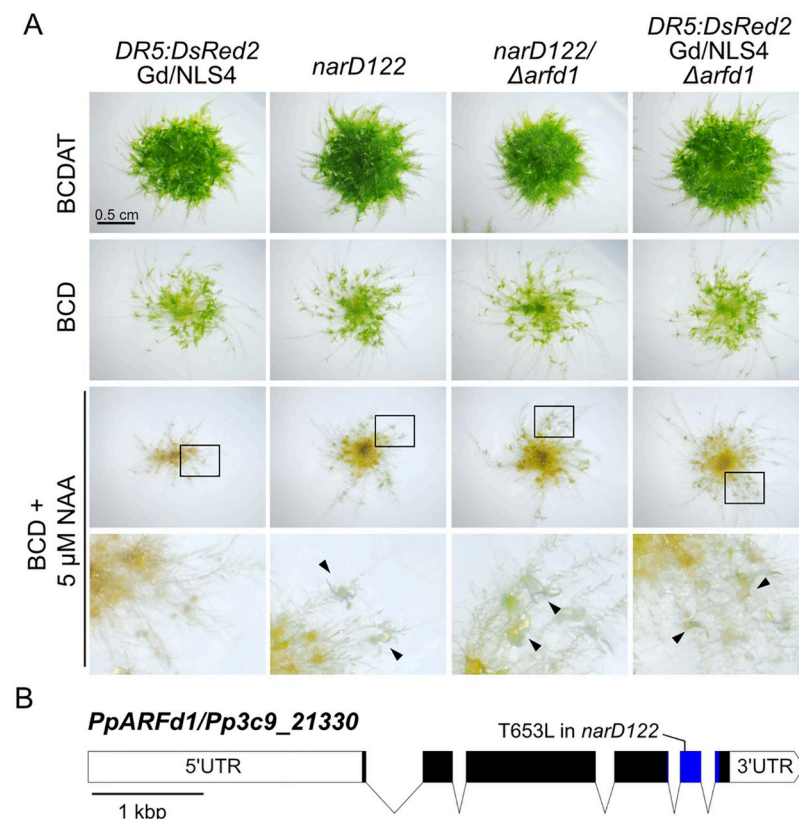 A
DR5:DsRed2
Gd/NLS4
narD122
narD122/
Δarfd1
DR5:DsRed2
Gd/NLS4
Δarfd1
BCDAT
0.5 cm
BCD
BCD +
5 µM NAA
B
PpARFd1/Pp3c9_21330
T653L in narD122
5'UTR
3'UTR
1 kbp